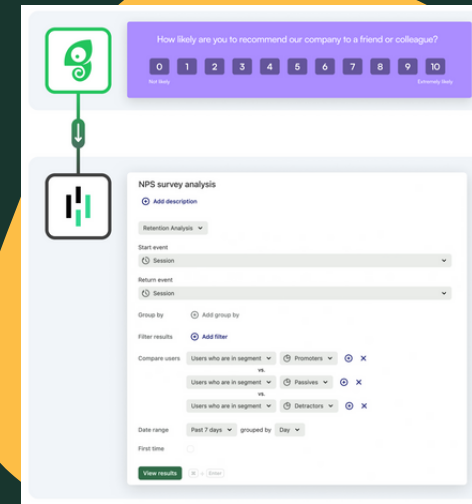 How likely are you to recommend our company to a friend or colleague?
0 1 2 3 4 5 6 7 8 9 10
Not likely Extremely likely
NPS survey analysis
Add description
Retention Analysis
Start event
Session
Return event
Session
Group by Add group by
Filter results Add filter
Compare users Users who are in segment Promoters
vs.
Users who are in segment Passives
vs.
Users who are in segment Detractors
Date range Past 7 days grouped by Day
First time
View results ⌘ + Enter